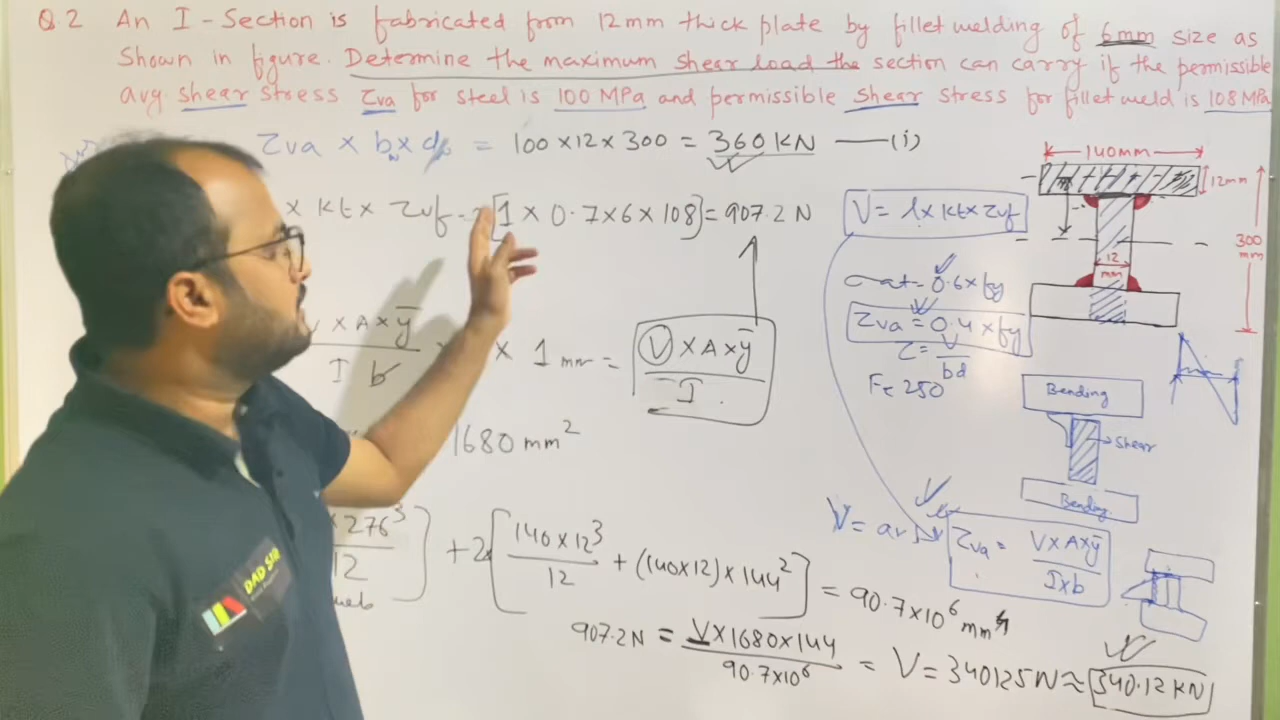 Q.2 An I-Section is fabricated from 12mm thick plate by fillet welding of 6mm size as
Shown in figure. Determine the maximum shear load the section can carry if the permissible
avg shear stress τva for steel is 100 MPa and permissible shear stress for fillet weld is 108 MPa
τva × bw × = 100×12×300 = 360 KN —(i)
× Kt × τvf = [1 × 0.7×6×108] = 907.2 N
V = l× Kt× τvf
140mm
12mm
300 mm
12 mm
σat = 0.6×fy
τva = 0.4 × fy
τ = V/bd
Fe 250
× A × ȳ / I b × × 1 mm = V × A × ȳ / I
1680 mm²
Bending
Shear
Bending
×276³/12 ] + 2[ 140×12³/12 + (140×12)×144² ] = 90.7×10⁶ mm⁴
web
V =
τva = V×A×ȳ / I×b
907.2N = V×1680×144 / 90.7×10⁶ = V = 340125N ≈ 340.12 KN
DAD SIR